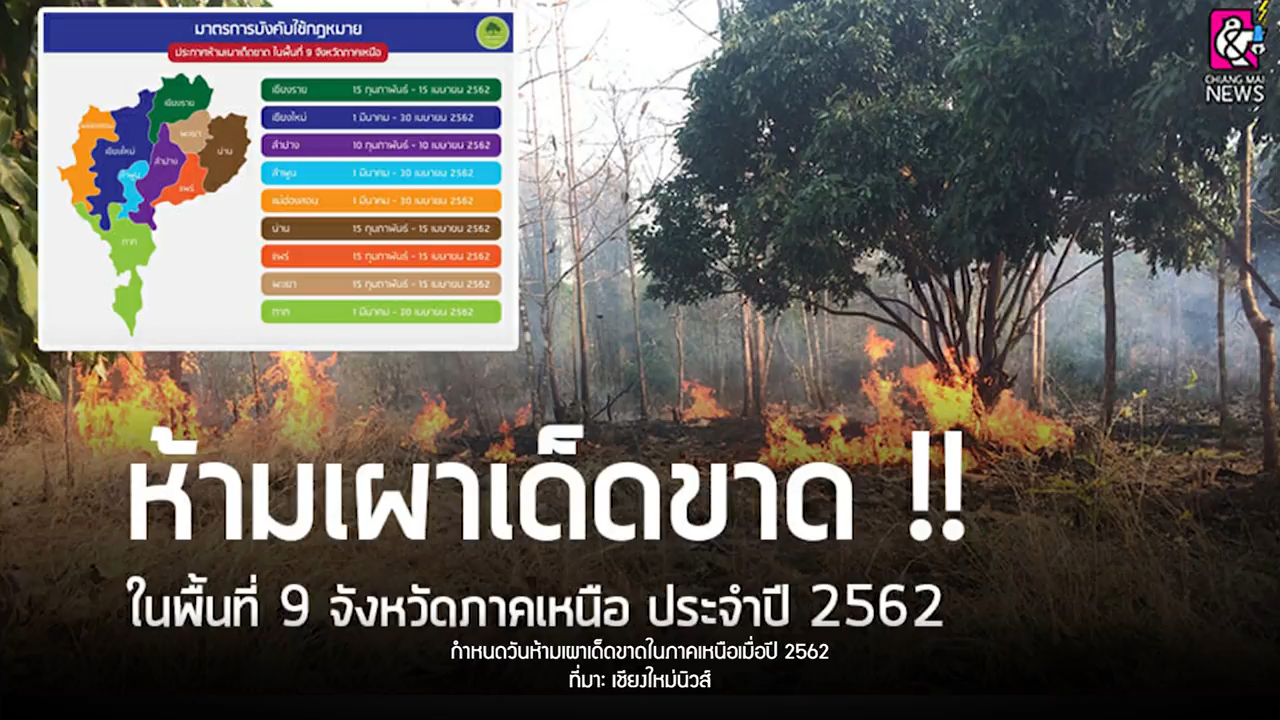 มาตรการบังคับใช้กฎหมาย
ประกาศห้ามเผาเด็ดขาด ในพื้นที่ 9 จังหวัดภาคเหนือ
เชียงราย 15 กุมภาพันธ์ - 15 เมษายน 2562
เชียงใหม่ 1 มีนาคม - 30 เมษายน 2562
ลำปาง 10 กุมภาพันธ์ - 10 เมษายน 2562
ลำพูน 1 มีนาคม - 30 เมษายน 2562
แม่ฮ่องสอน 1 มีนาคม - 30 เมษายน 2562
น่าน 15 กุมภาพันธ์ - 15 เมษายน 2562
แพร่ 15 กุมภาพันธ์ - 15 เมษายน 2562
พะเยา 15 กุมภาพันธ์ - 15 เมษายน 2562
ตาก 1 มีนาคม - 30 เมษายน 2562
เชียงราย
แม่ฮ่องสอน
พะเยา
เชียงใหม่
น่าน
ลำปาง
ลำพูน
แพร่
ตาก
CHIANG MAI
NEWS
ห้ามเผาเด็ดขาด !!
ในพื้นที่ 9 จังหวัดภาคเหนือ ประจำปี 2562
กำหนดวันห้ามเผาเด็ดขาดในภาคเหนือเมื่อปี 2562
ที่มา: เชียงใหม่นิวส์